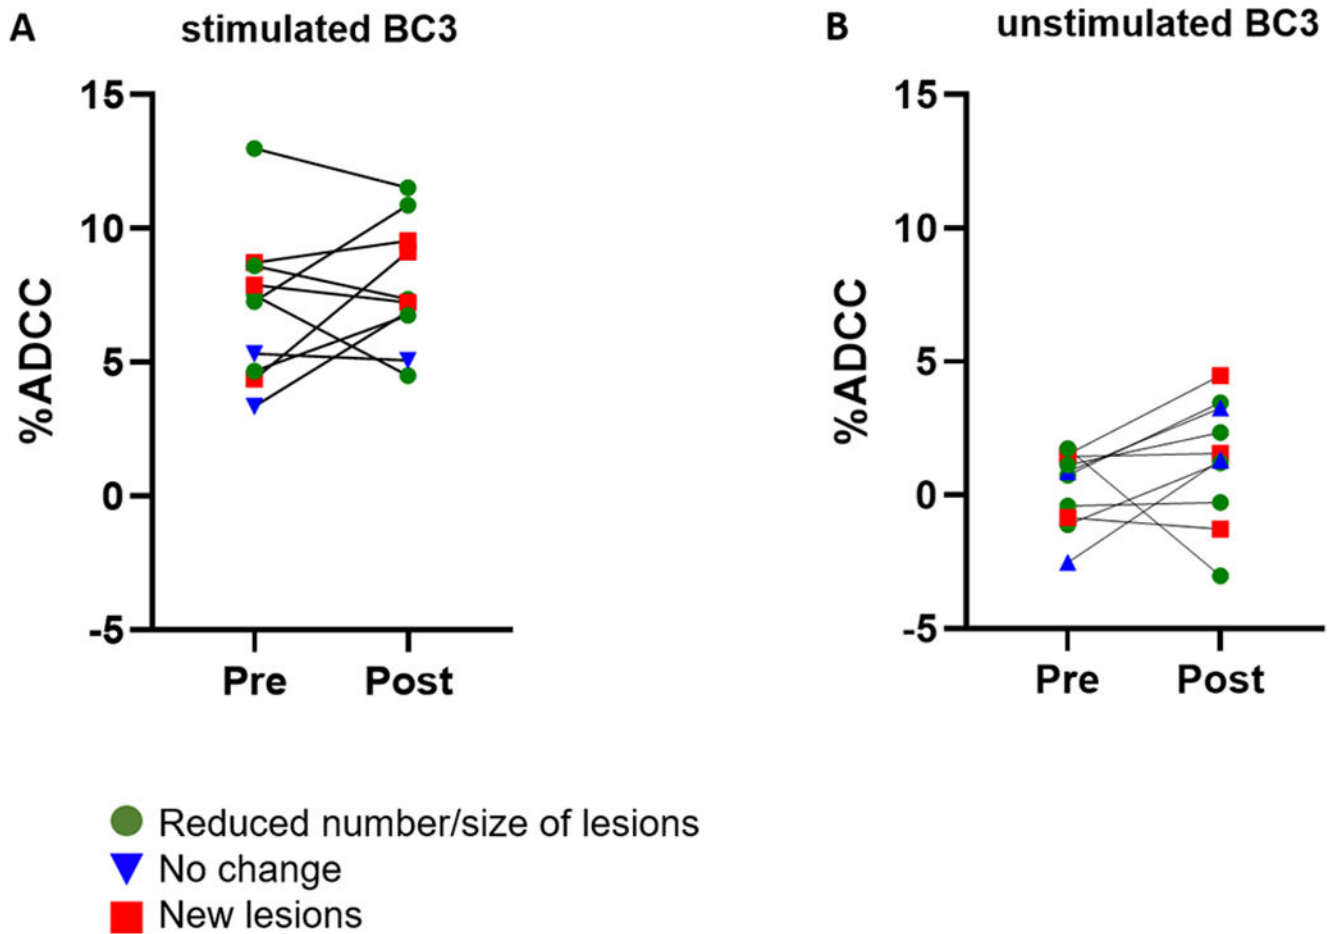 A
stimulated BC3
15
10
5
0
-5
%ADCC
Pre
Post
B
unstimulated BC3
15
10
5
0
-5
%ADCC
Pre
Post
Reduced number/size of lesions
No change
New lesions